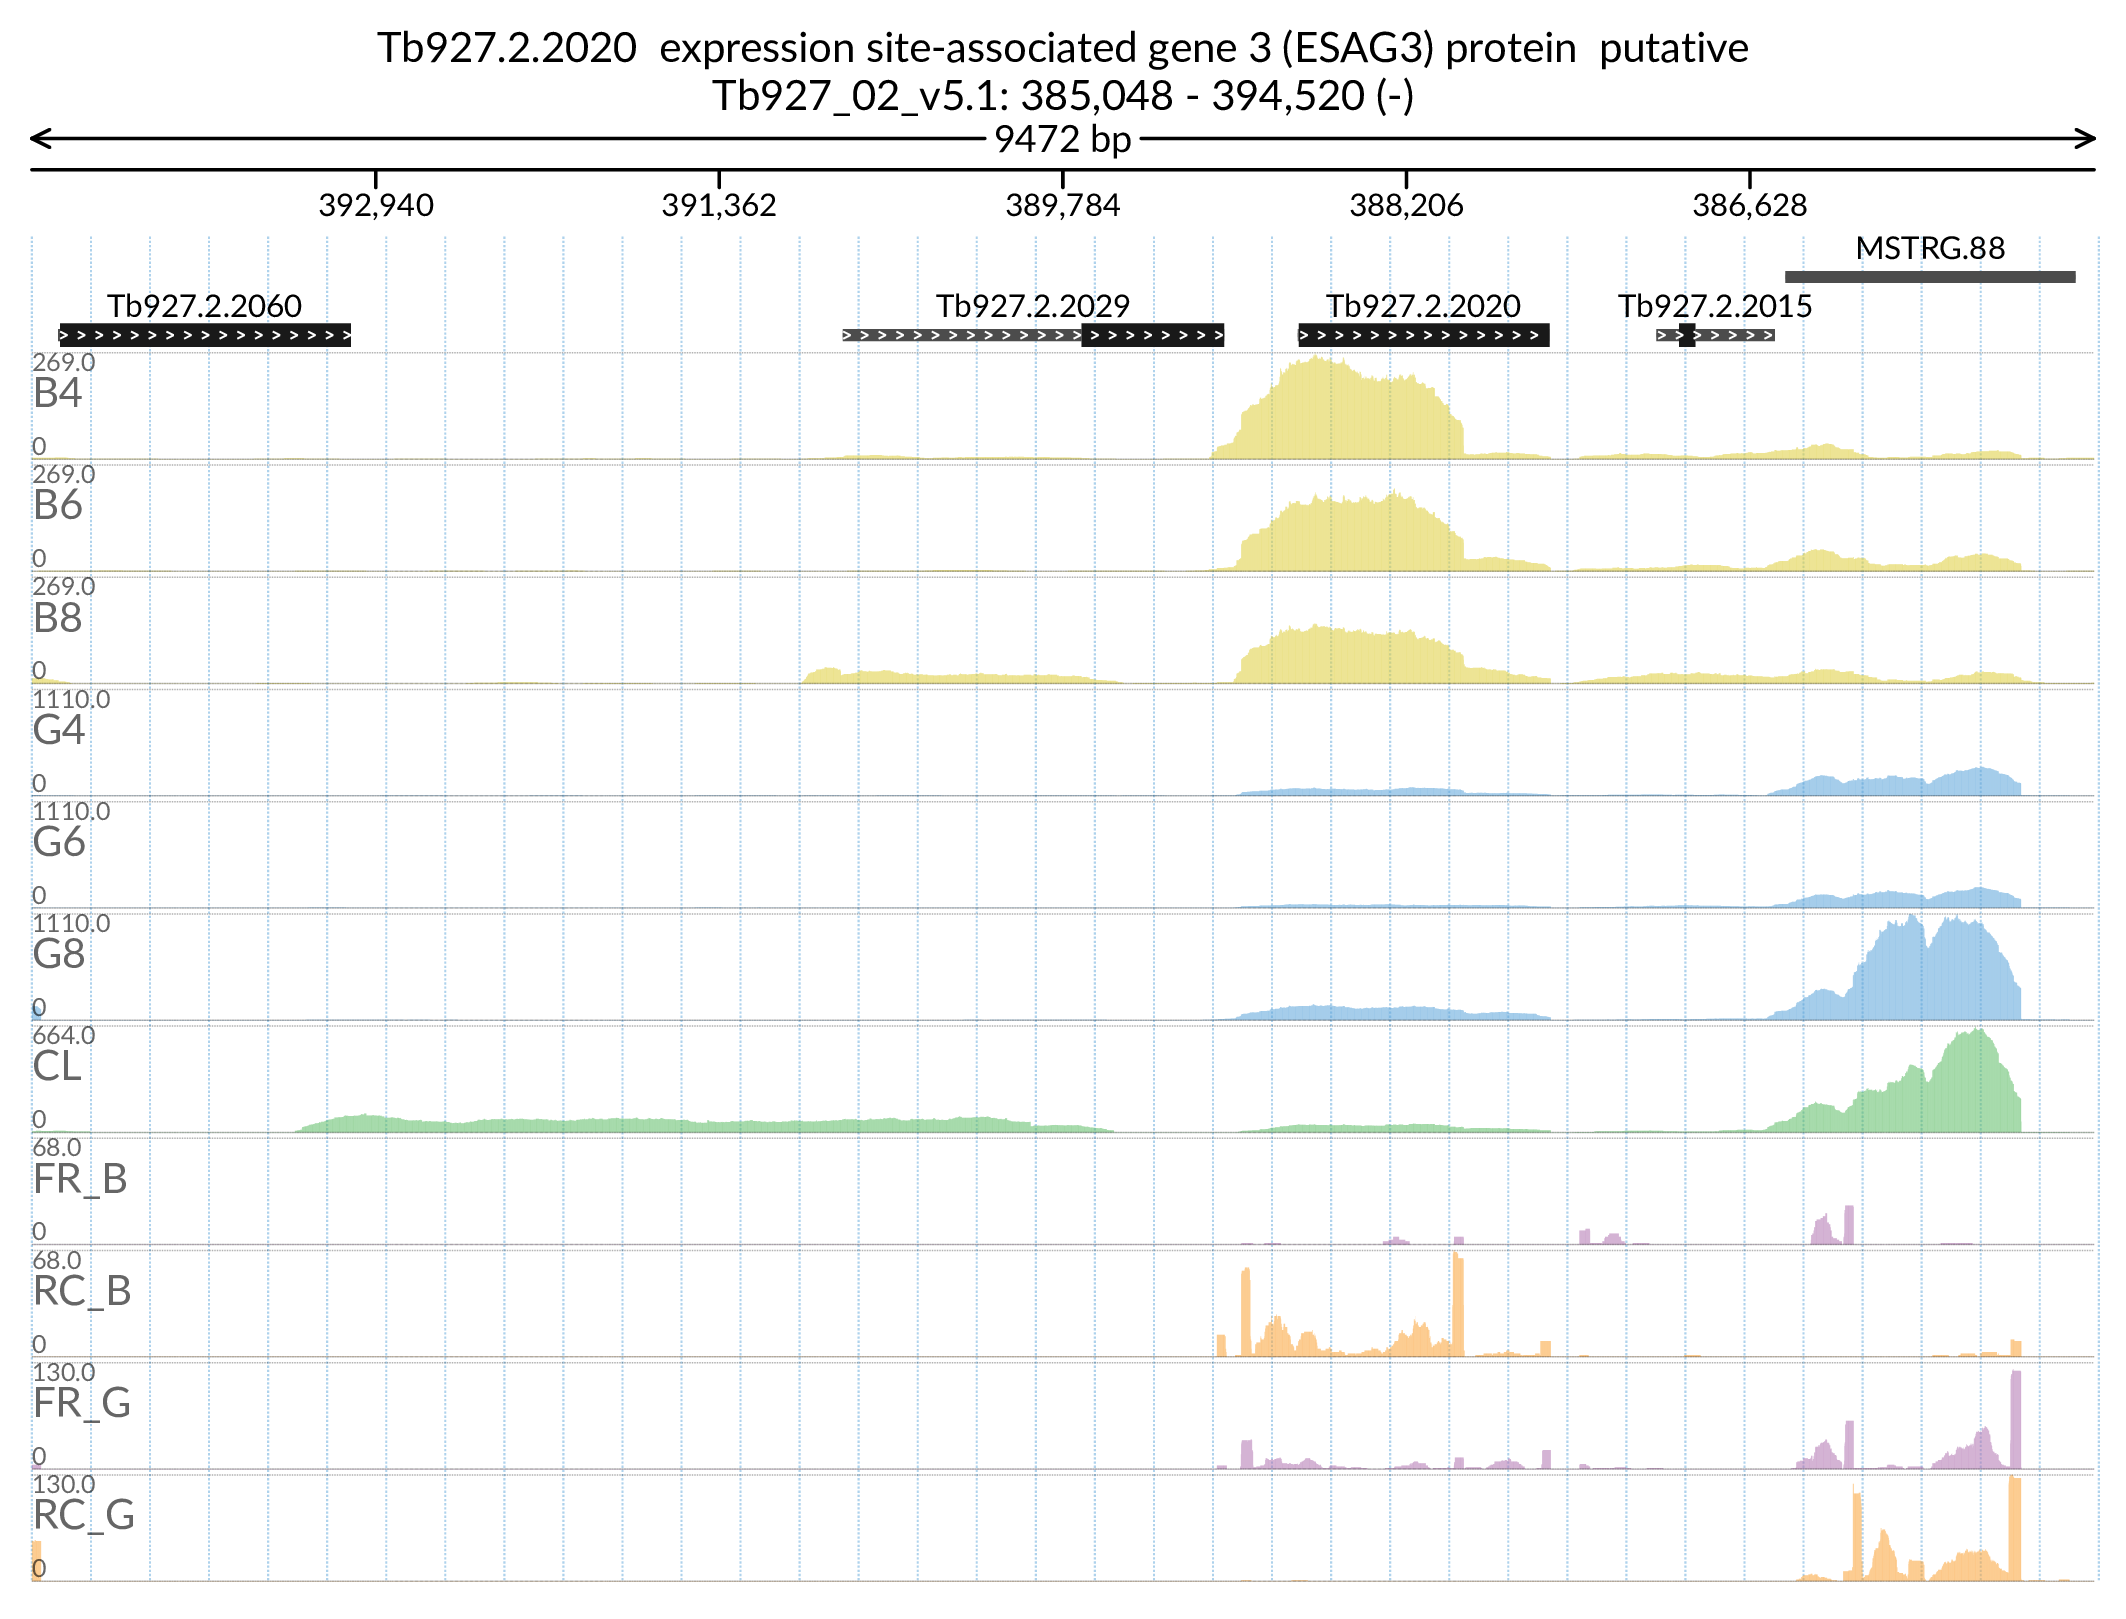 Tb927.2.2020 expression site-associated gene 3 (ESAG3) protein putative
Tb927_02_v5.1: 385,048 - 394,520 (-)
9472 bp
392,940 391,362 389,784 388,206 386,628
MSTRG.88
Tb927.2.2060 Tb927.2.2029 Tb927.2.2020 Tb927.2.2015
269.0
B4
0
269.0
B6
0
269.0
B8
0
1110.0
G4
0
1110.0
G6
0
1110.0
G8
0
664.0
CL
0
68.0
FR_B
0
68.0
RC_B
0
130.0
FR_G
0
130.0
RC_G
0